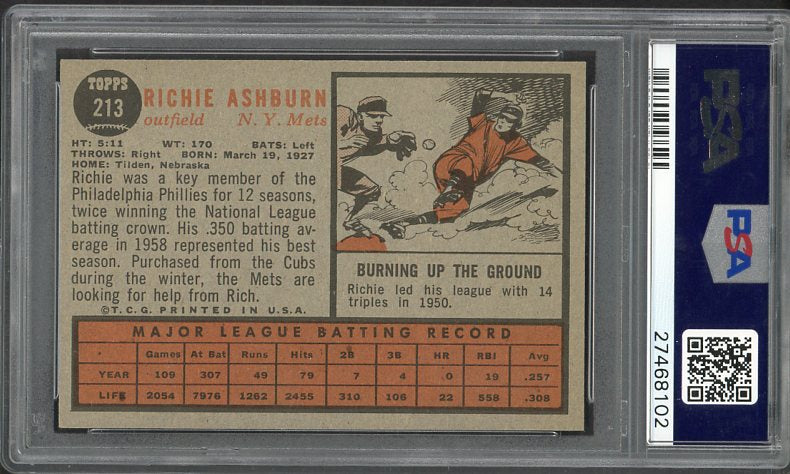 TOPPS
213
RICHIE ASHBURN
outfield N. Y. Mets
HT: 5:11 WT: 170 BATS: Left
THROWS: Right BORN: March 19, 1927
HOME: Tilden, Nebraska
Richie was a key member of the
Philadelphia Phillies for 12 seasons,
twice winning the National League
batting crown. His .350 batting av-
erage in 1958 represented his best
season. Purchased from the Cubs
during the winter, the Mets are
looking for help from Rich.
©T.C.G. PRINTED IN U.S.A.
BURNING UP THE GROUND
Richie led his league with 14
triples in 1950.
MAJOR LEAGUE BATTING RECORD
Games At Bat Runs Hits 2B 3B HR RBI Avg
YEAR 109 307 49 79 7 4 0 19 .257
LIFE 2054 7976 1262 2455 310 106 22 558 .308
PSA
PSA
27468102